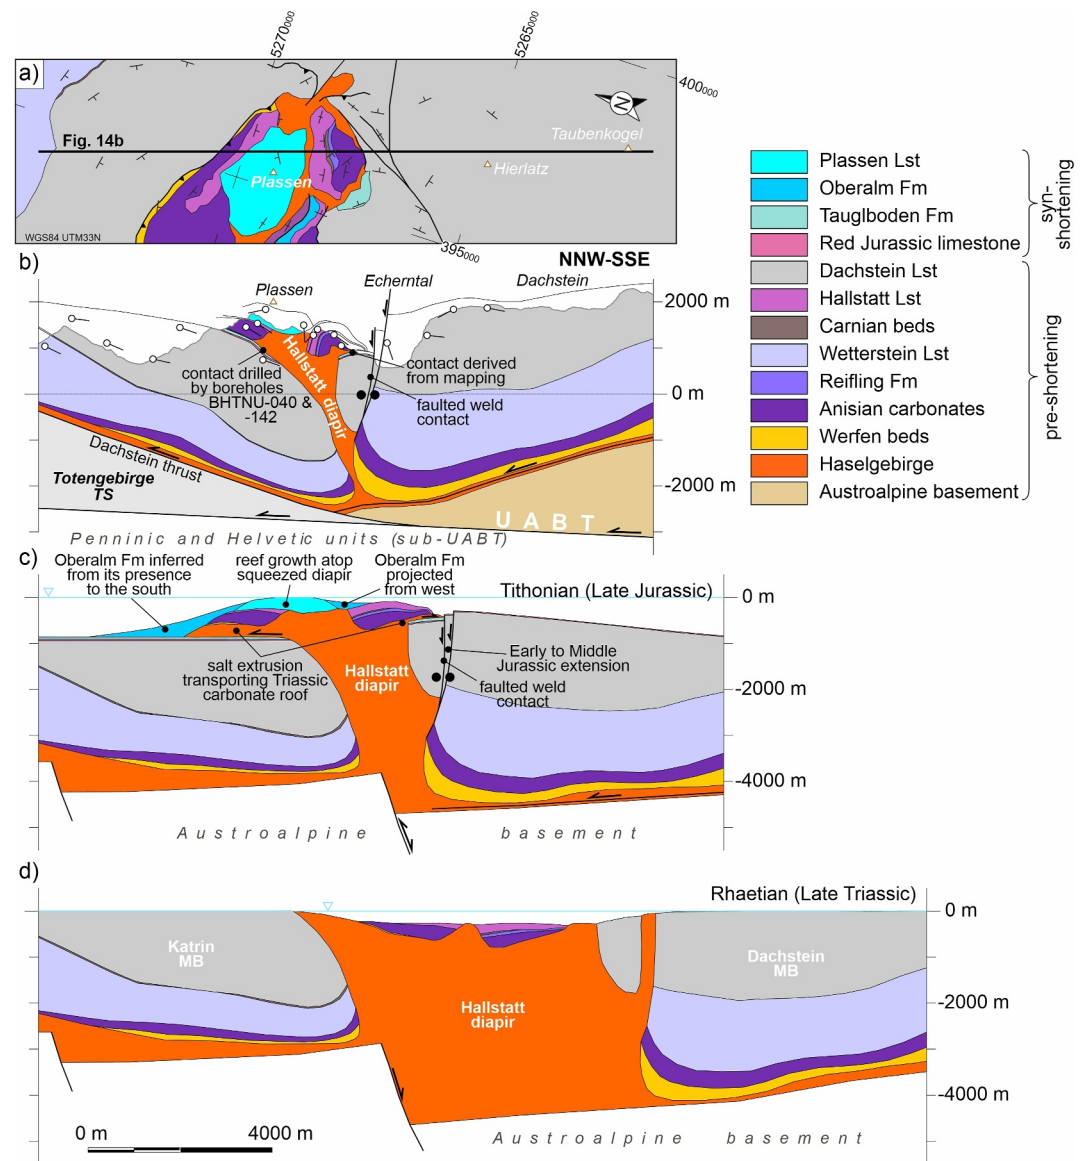 a)
5270000
5265000
400000
N
Fig. 14b
Taubenkogel
Hierlatz
Plassen
WGS84 UTM33N
395000
Plassen Lst
Oberalm Fm
Tauglboden Fm
Red Jurassic limestone
Dachstein Lst
Hallstatt Lst
Carnian beds
Wetterstein Lst
Reifling Fm
Anisian carbonates
Werfen beds
Haselgebirge
Austroalpine basement
syn-
shortening
pre-shortening
b)
NNW-SSE
Plassen
Echerntal
Dachstein
2000 m
0 m
-2000 m
Hallstatt diapir
contact drilled
by boreholes
BHTNU-040 &
-142
contact derived
from mapping
faulted weld
contact
Dachstein thrust
Totengebirge
TS
UABT
Penninic and Helvetic units (sub-UABT)
c)
Oberalm Fm inferred
from its presence
to the south
reef growth atop
squeezed diapir
Oberalm Fm
projected
from west
Tithonian (Late Jurassic)
0 m
-2000 m
-4000 m
salt extrusion
transporting Triassic
carbonate roof
Hallstatt
diapir
Early to Middle
Jurassic extension
faulted weld
contact
Austroalpine basement
d)
Rhaetian (Late Triassic)
0 m
-2000 m
-4000 m
Katrin
MB
Hallstatt
diapir
Dachstein
MB
0 m 4000 m
Austroalpine basement